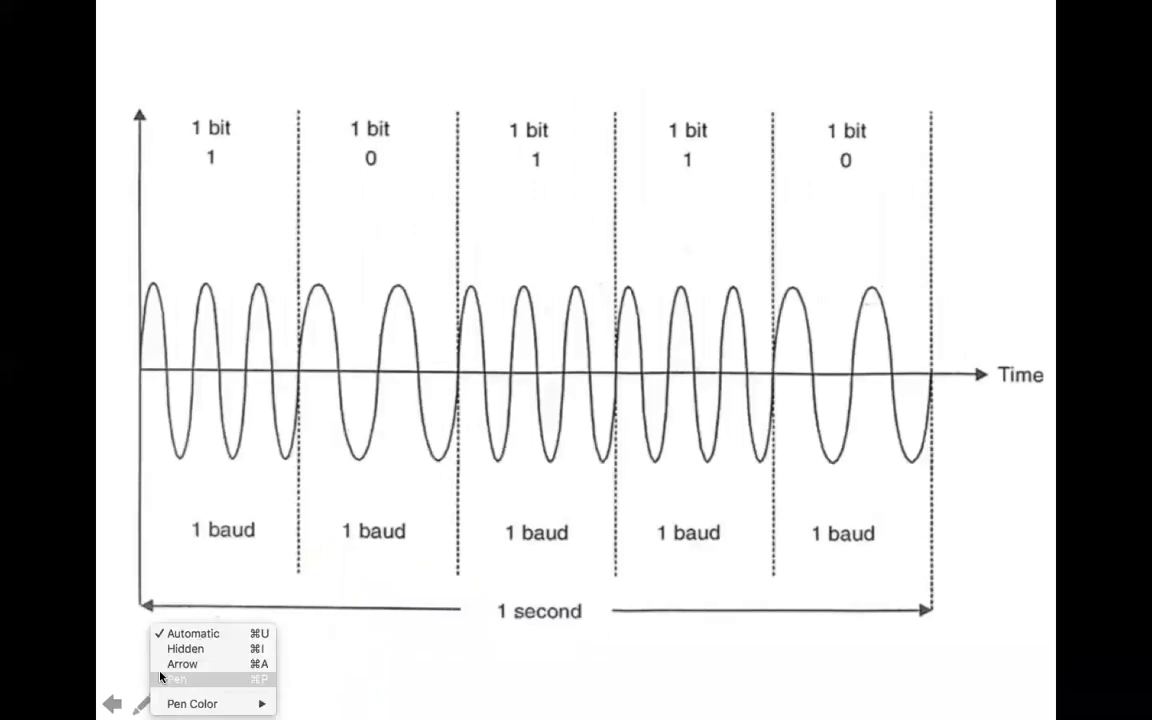 1 bit 1 bit 1 bit 1 bit 1 bit
1 0 1 1 0
Time
1 baud 1 baud 1 baud 1 baud 1 baud
1 second
✓ Automatic ⌘U
Hidden ⌘I
Arrow ⌘A
Pen ⌘P
Pen Color ▶